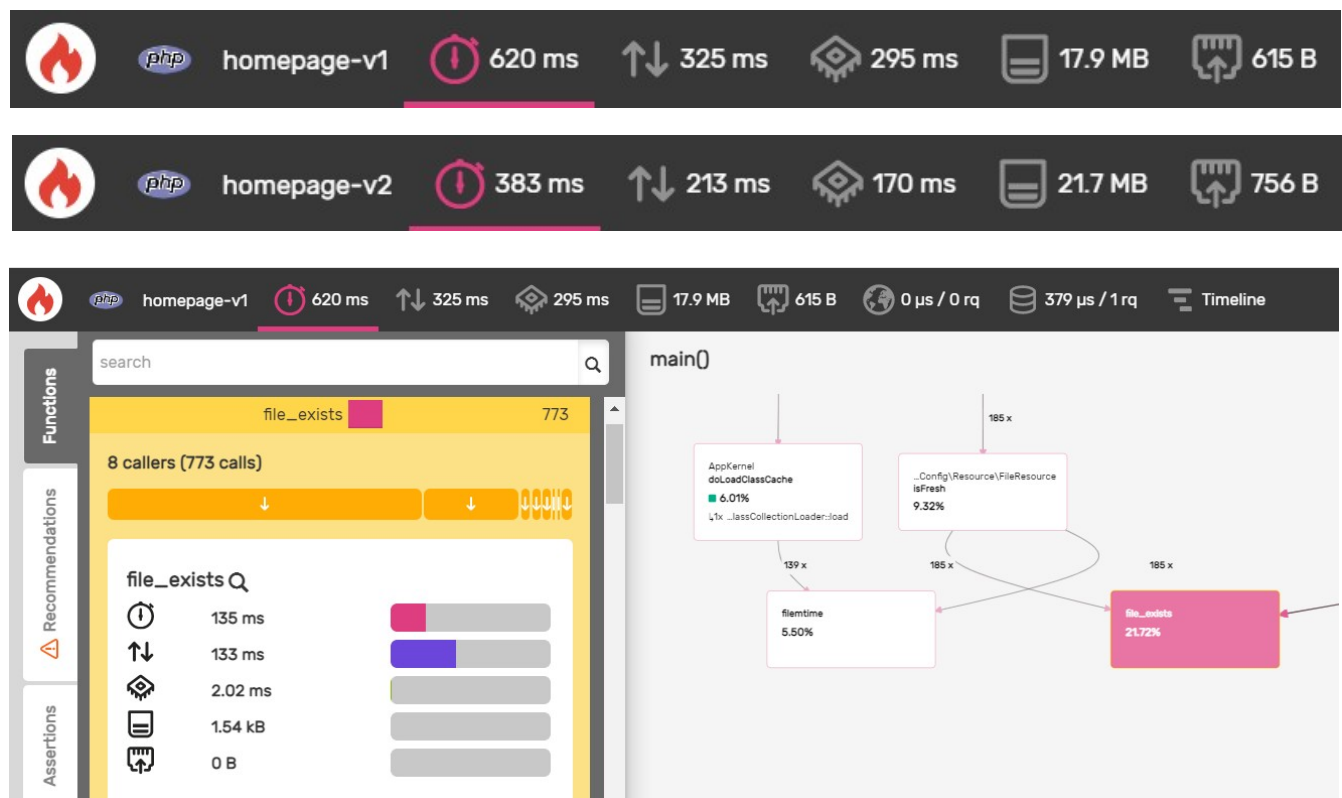 php homepage-v1 620 ms 325 ms 295 ms 17.9 MB 615 B
php homepage-v2 383 ms 213 ms 170 ms 21.7 MB 756 B
php homepage-v1 620 ms 325 ms 295 ms 17.9 MB 615 B 0 µs / 0 rq 379 µs / 1 rq Timeline
Functions
Recommendations
Assertions
search
file_exists 773
8 callers (773 calls)
file_exists
135 ms
133 ms
2.02 ms
1.54 kB
0 B
main()
185 x
AppKernel
doLoadClassCache
6.01%
1x ...lassCollectionLoader::load
...Config\Resource\FileResource
isFresh
9.32%
139 x
185 x
185 x
filemtime
5.50%
file_exists
21.72%